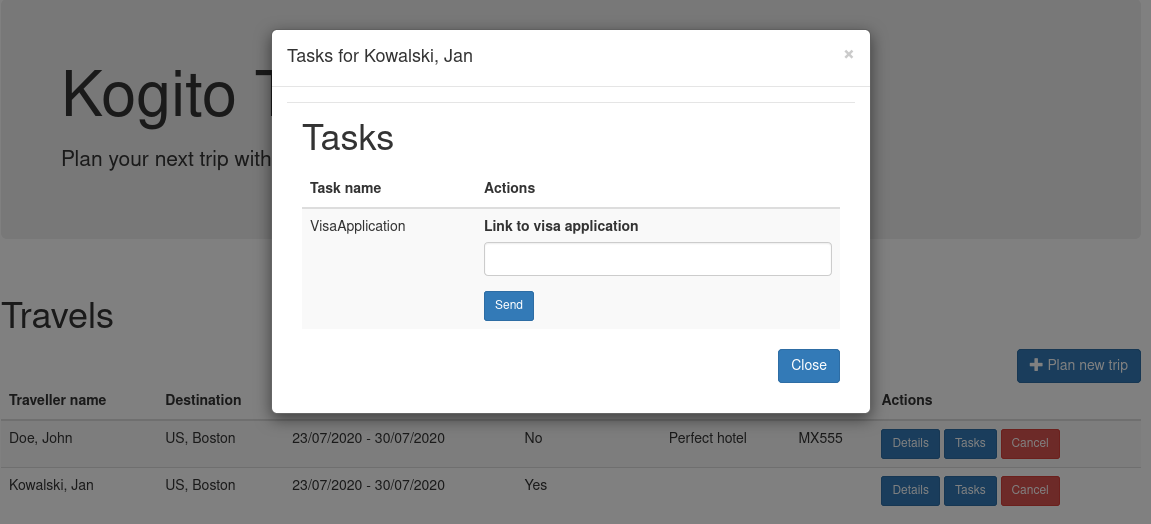 Tasks for Kowalski, Jan ×
Kogito T
Plan your next trip with
Tasks
Task name Actions
VisaApplication Link to visa application
Send
Close
Travels
+ Plan new trip
Traveller name Destination Actions
Doe, John US, Boston 23/07/2020 - 30/07/2020 No Perfect hotel MX555 Details Tasks Cancel
Kowalski, Jan US, Boston 23/07/2020 - 30/07/2020 Yes Details Tasks Cancel